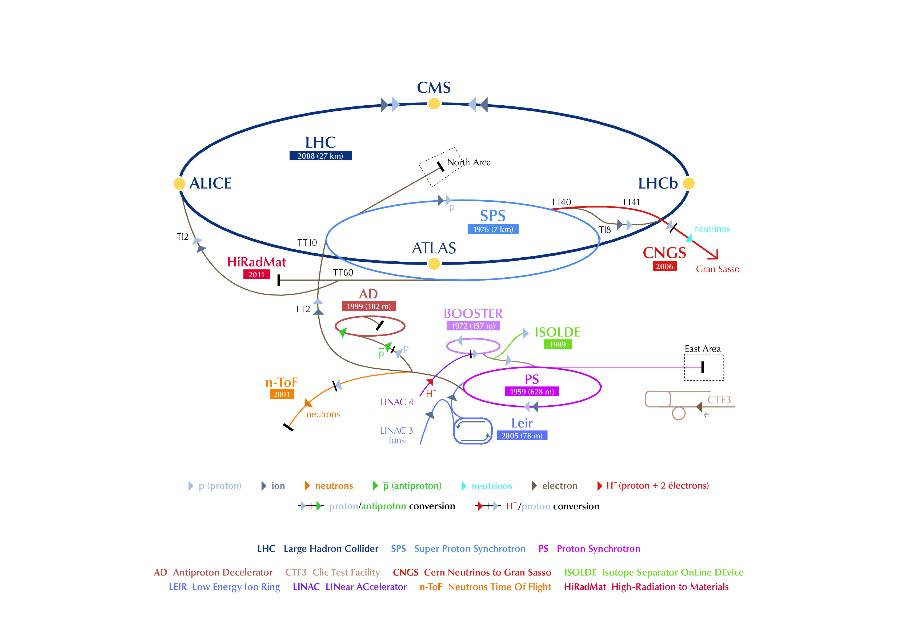 CMS
LHC
2008 (27 km)
North Area
ALICE
LHCb
TT40
TT41
SPS
1976 (7 km)
p
TI2
TT10
ATLAS
TI8
neutrinos
CNGS
2006
Gran Sasso
HiRadMat
2011
TT60
AD
1999 (182 m)
TT2
BOOSTER
1972 (157 m)
ISOLDE
1989
p̅
p
East Area
n-ToF
2001
LINAC 4
H⁻
PS
1959 (628 m)
neutrons
CTF3
e⁻
LINAC 3
Ions
Leir
2005 (78 m)
p (proton) ion neutrons p̅ (antiproton) neutrinos electron H⁻(proton + 2 électrons)
proton/antiproton conversion H⁻/proton conversion
LHC Large Hadron Collider SPS Super Proton Synchrotron PS Proton Synchrotron
AD Antiproton Decelerator CTF3 Clic Test Facility CNGS Cern Neutrinos to Gran Sasso ISOLDE Isotope Separator OnLine DEvice
LEIR Low Energy Ion Ring LINAC LINear ACcelerator n-ToF Neutrons Time Of Flight HiRadMat High-Radiation to Materials